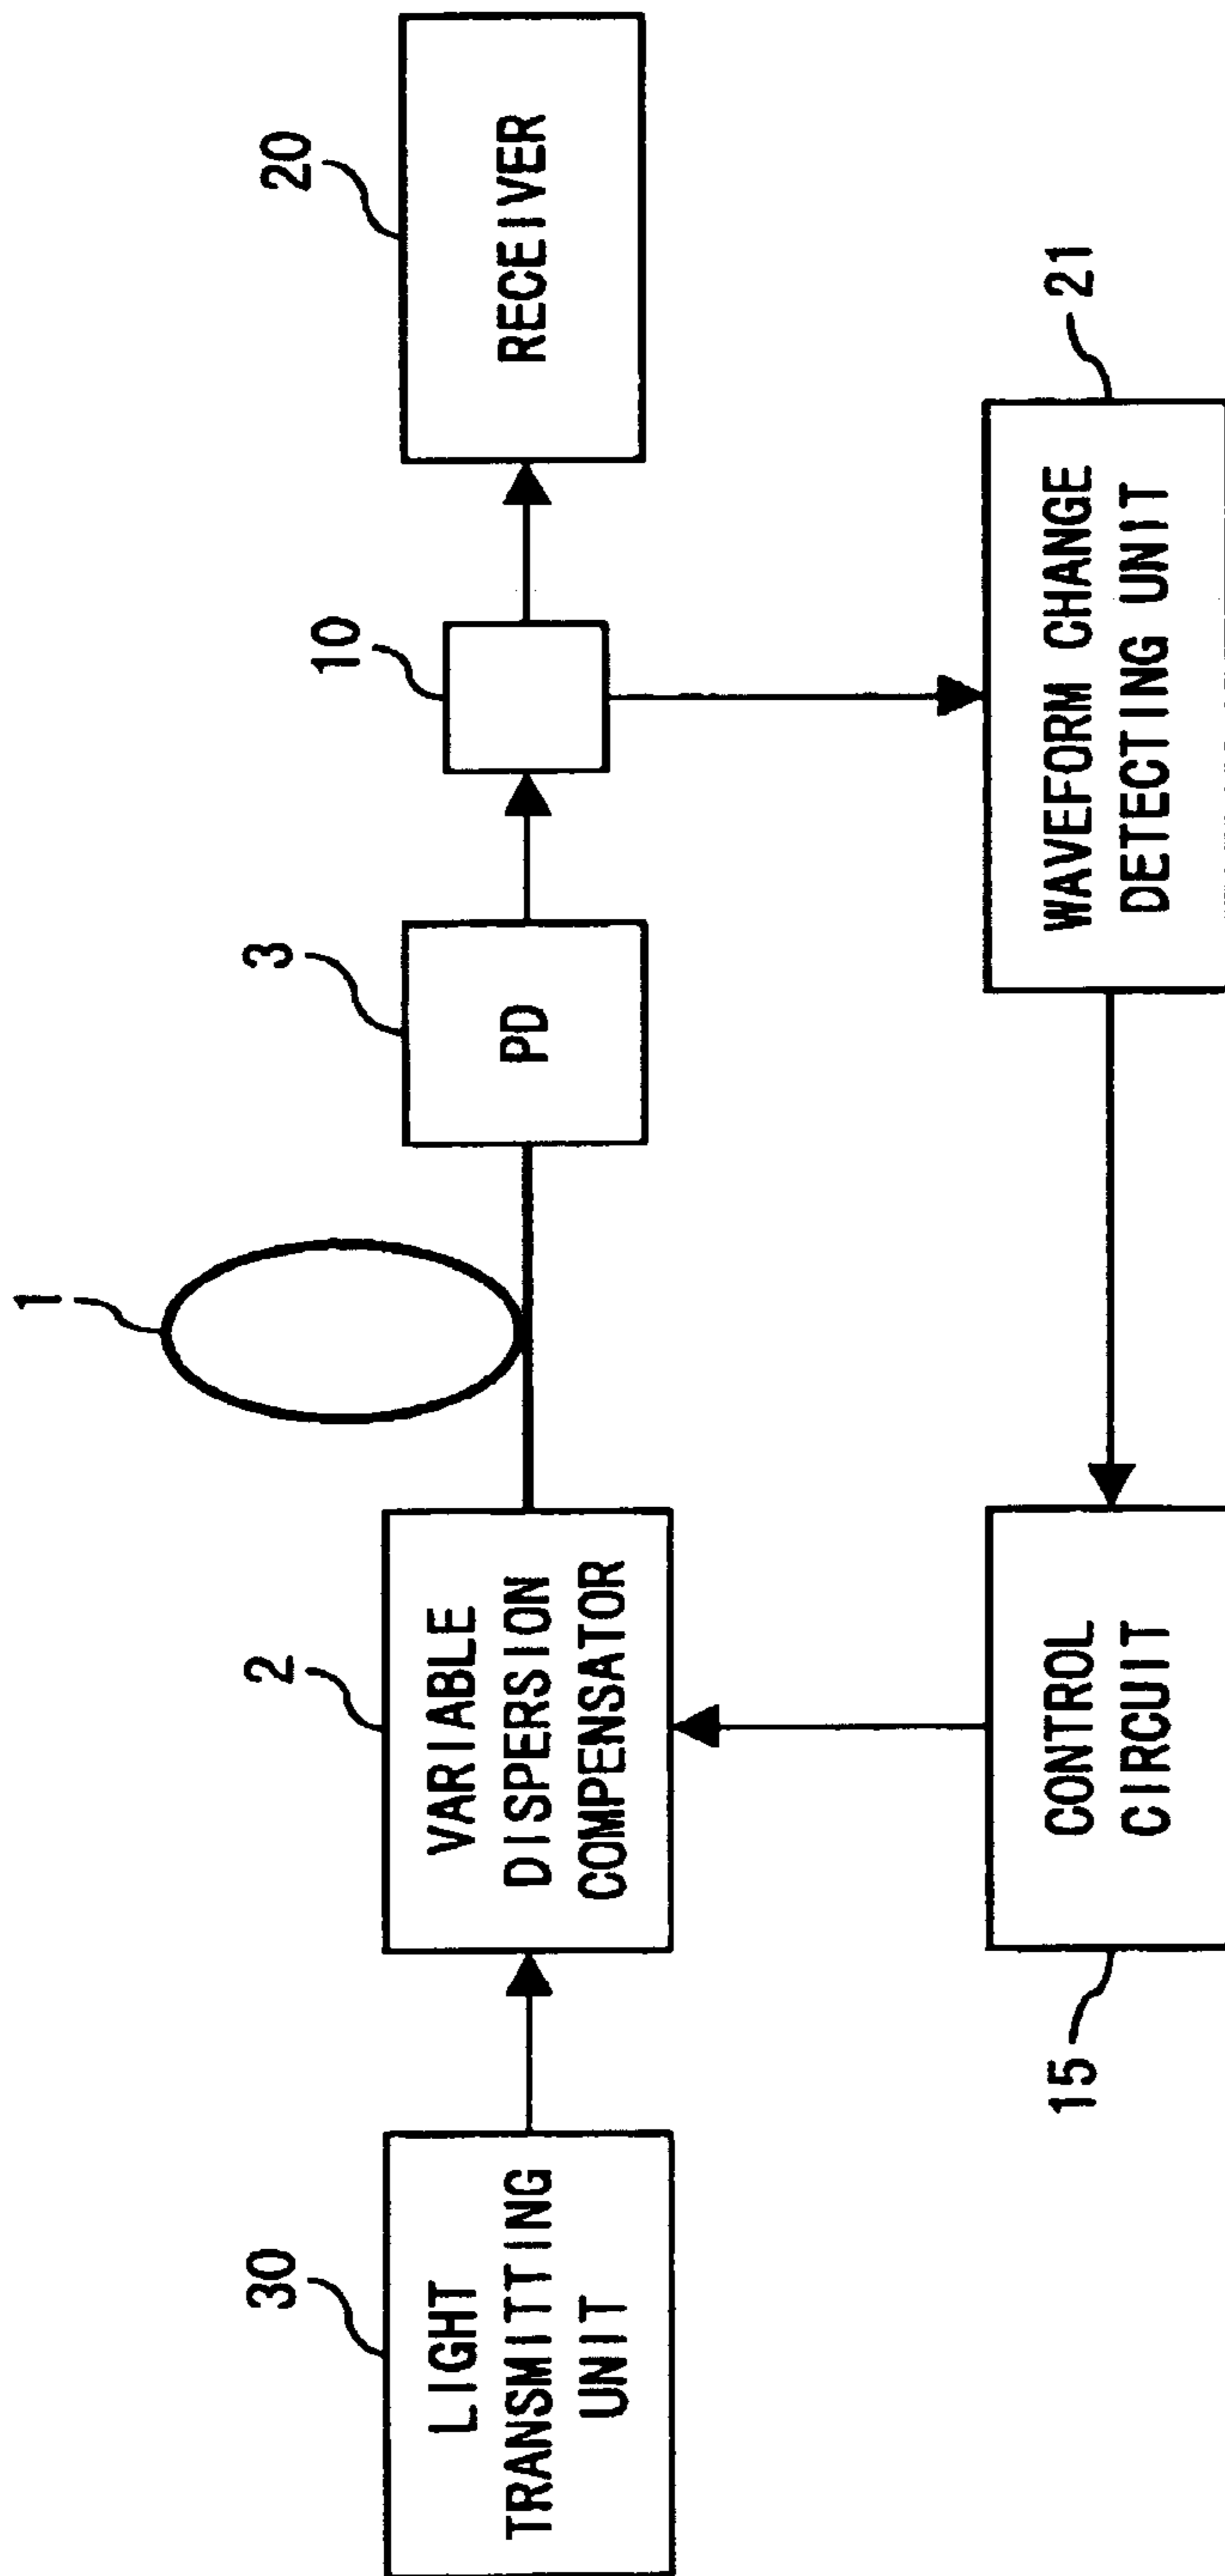 30
LIGHT
TRANSMITTING
UNIT
2
VARIABLE
DISPERSION
COMPENSATOR
1
3
PD
10
20
RECEIVER
15
CONTROL
CIRCUIT
WAVEFORM CHANGE
DETECTING UNIT
21